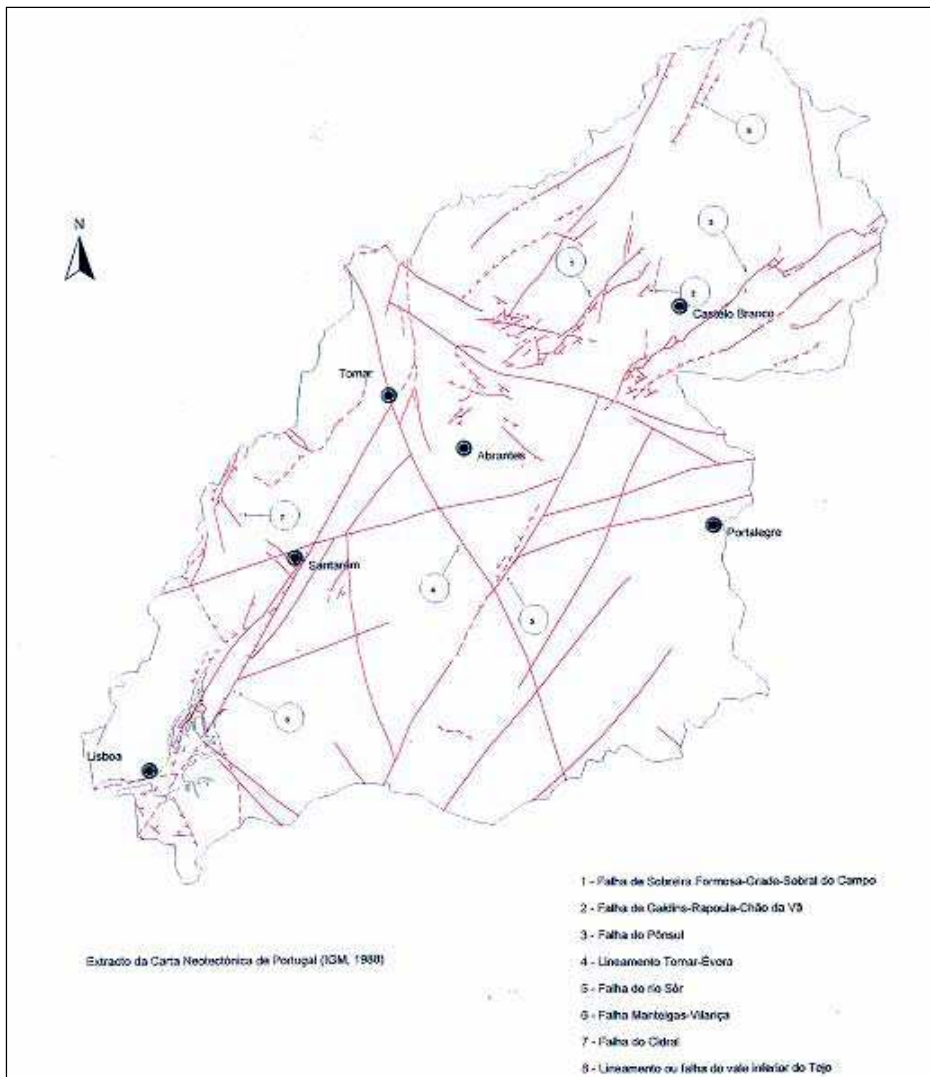 N
Castelo Branco
Tomar
Abrantes
Portalegre
Santarém
Lisboa
1 - Falha de Sobreira Formosa-Grade-Sobral do Campo
2 - Falha de Galdins-Rapoula-Chão da Vã
3 - Falha do Pônsul
4 - Lineamento Tomar-Évora
5 - Falha do rio Sôr
6 - Falha Manteigas-Vilariça
7 - Falha do Cidral
8 - Lineamento ou falha do vale inferior do Tejo
Extracto da Carta Neotectónica de Portugal (IGM, 1988)